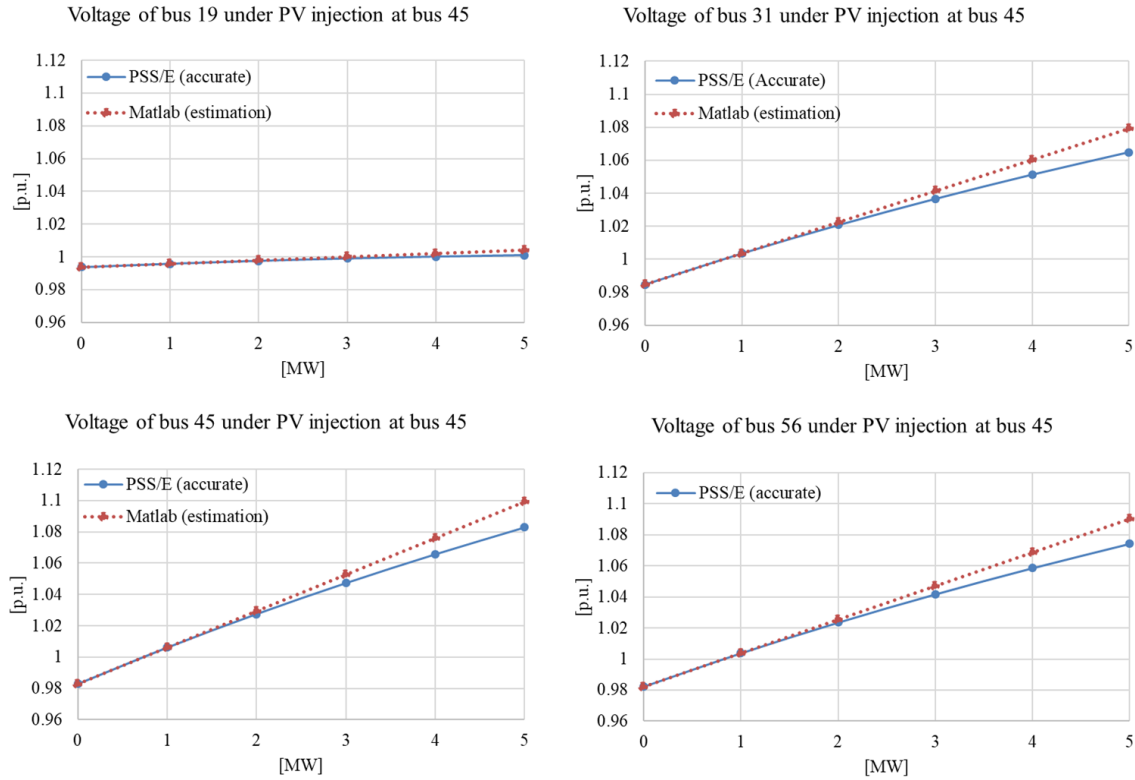 Voltage of bus 19 under PV injection at bus 45
1.12
1.1
1.08
1.06
1.04
1.02
1
0.98
0.96
[p.u.]
PSS/E (accurate)
Matlab (estimation)
0 1 2 3 4 5
[MW]
Voltage of bus 31 under PV injection at bus 45
1.12
1.1
1.08
1.06
1.04
1.02
1
0.98
0.96
[p.u.]
PSS/E (Accurate)
Matlab (estimation)
0 1 2 3 4 5
[MW]
Voltage of bus 45 under PV injection at bus 45
1.12
1.1
1.08
1.06
1.04
1.02
1
0.98
0.96
[p.u.]
PSS/E (accurate)
Matlab (estimation)
0 1 2 3 4 5
[MW]
Voltage of bus 56 under PV injection at bus 45
1.12
1.1
1.08
1.06
1.04
1.02
1
0.98
0.96
[p.u.]
PSS/E (accurate)
0 1 2 3 4 5
[MW]